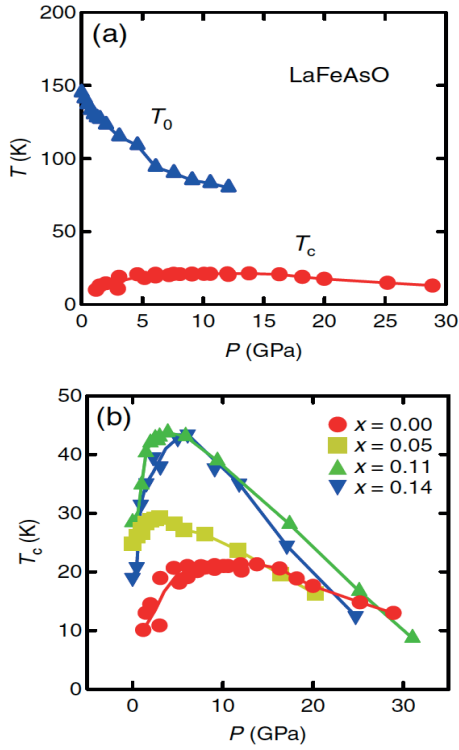 (a)
LaFeAsO
T0
Tc
200
150
100
50
0
T (K)
0 5 10 15 20 25 30
P (GPa)
(b)
x = 0.00
x = 0.05
x = 0.11
x = 0.14
50
40
30
20
10
0
Tc (K)
0 10 20 30
P (GPa)